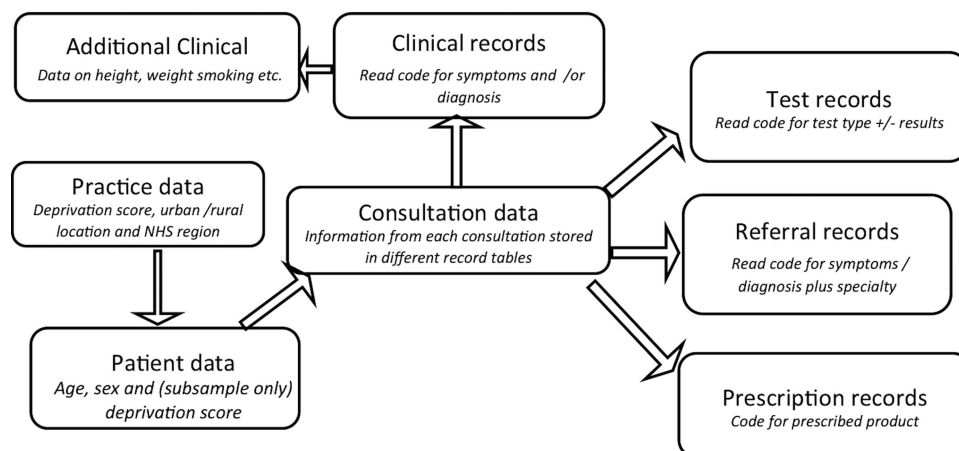 Additional Clinical
Data on height, weight smoking etc.
Clinical records
Read code for symptoms and /or
diagnosis
Test records
Read code for test type +/- results
Practice data
Deprivation score, urban /rural
location and NHS region
Consultation data
Information from each consultation stored
in different record tables
Referral records
Read code for symptoms /
diagnosis plus specialty
Patient data
Age, sex and (subsample only)
deprivation score
Prescription records
Code for prescribed product